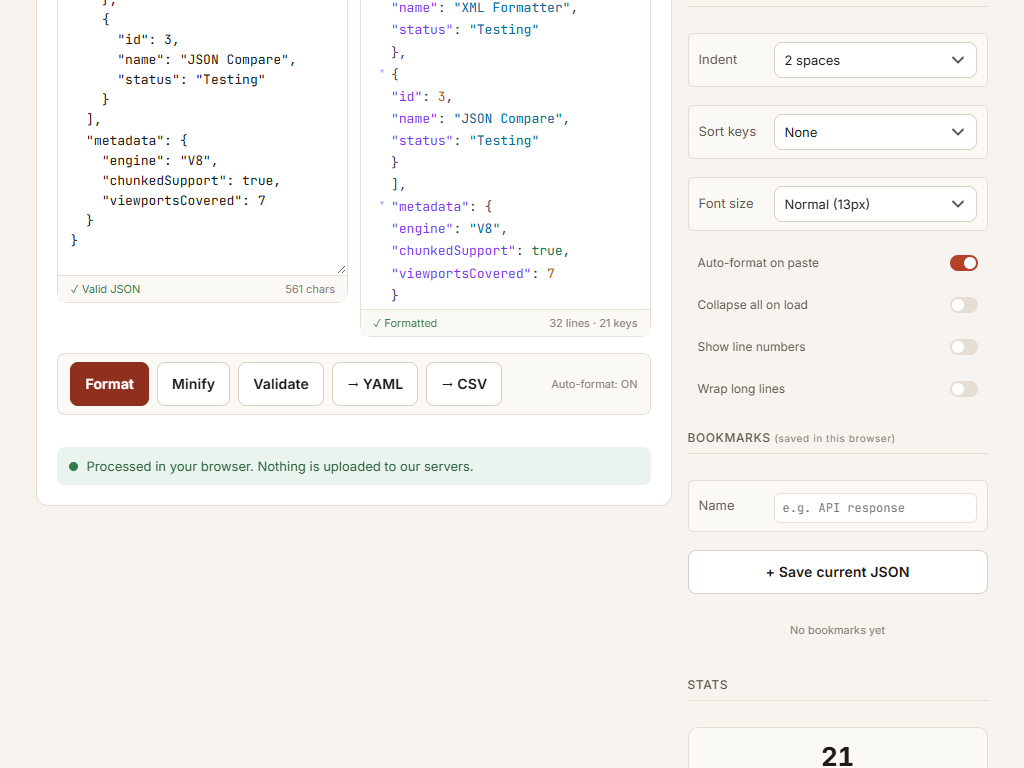 },
{
"id": 3,
"name": "JSON Compare",
"status": "Testing"
}
],
"metadata": {
"engine": "V8",
"chunkedSupport": true,
"viewportsCovered": 7
}
}
✓ Valid JSON
561 chars
"name": "XML Formatter",
"status": "Testing"
},
{
"id": 3,
"name": "JSON Compare",
"status": "Testing"
}
],
"metadata": {
"engine": "V8",
"chunkedSupport": true,
"viewportsCovered": 7
}
✓ Formatted
32 lines · 21 keys
Format
Minify
Validate
→ YAML
→ CSV
Auto-format: ON
Processed in your browser. Nothing is uploaded to our servers.
Indent
2 spaces
Sort keys
None
Font size
Normal (13px)
Auto-format on paste
Collapse all on load
Show line numbers
Wrap long lines
BOOKMARKS (saved in this browser)
Name
e.g. API response
+ Save current JSON
No bookmarks yet
STATS
21